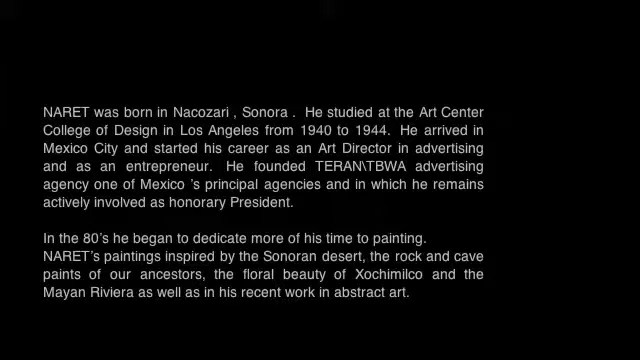 NARET was born in Nacozari , Sonora .  He studied at the Art Center
College of Design in Los Angeles from 1940 to 1944.  He arrived in
Mexico City and started his career as an Art Director in advertising
and as an entrepreneur.  He founded TERAN\TBWA advertising
agency one of Mexico 's principal agencies and in which he remains
actively involved as honorary President.
In the 80's he began to dedicate more of his time to painting.
NARET's paintings inspired by the Sonoran desert, the rock and cave
paints of our ancestors, the floral beauty of Xochimilco and the
Mayan Riviera as well as in his recent work in abstract art.